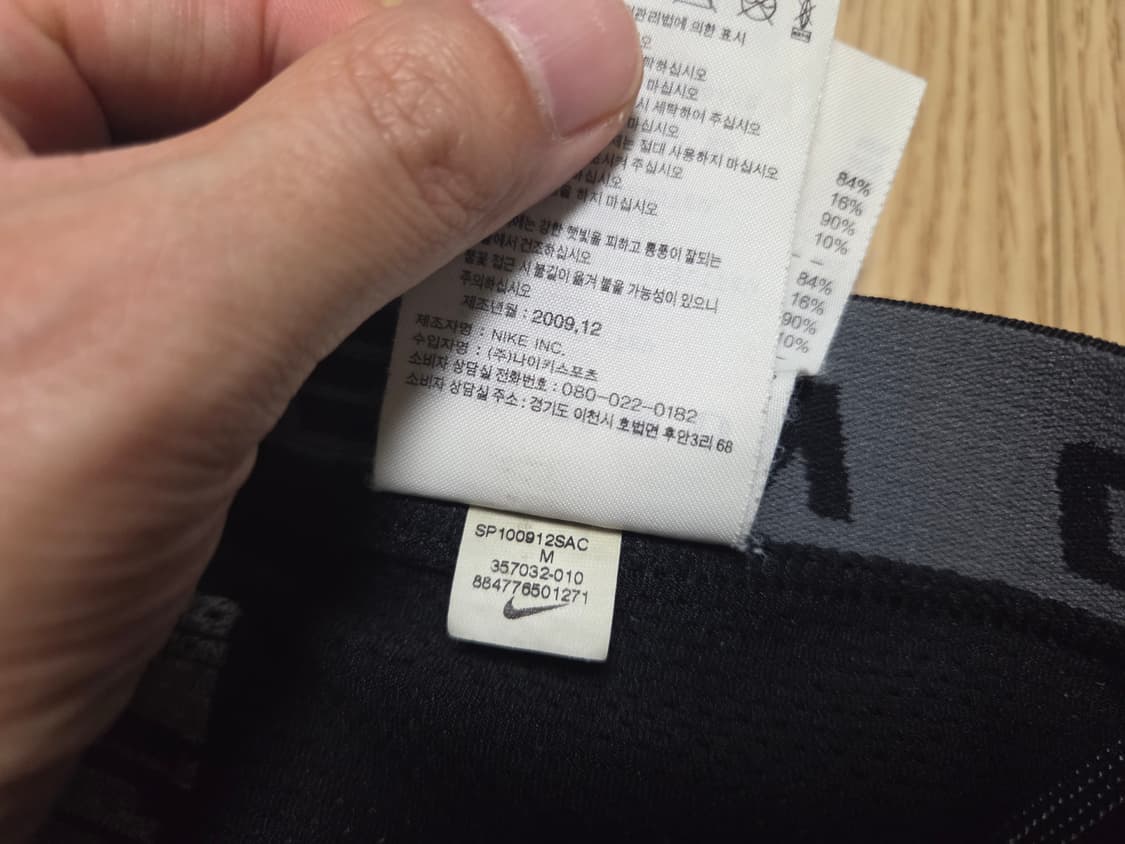 관리법에 의한 표시
마십시오
시 세탁하여 주십시오
마십시오
절대 사용하지 마십시오
주십시오
하지 마십시오
강한 햇빛을 피하고 통풍이 잘되는
건조하십시오
불꽃 접근 시 불길이 옮겨 붙을 가능성이 있으니
주의하십시오
제조년월 : 2009.12
제조자명 : NIKE INC.
수입자명 : (주)나이키스포츠
소비자 상담실 전화번호 : 080-022-0182
소비자 상담실 주소 : 경기도 이천시 호법면 후안3리 68
84%
16%
90%
10%
84%
16%
90%
10%
SP100912SAC
M
357032-010
884776501271